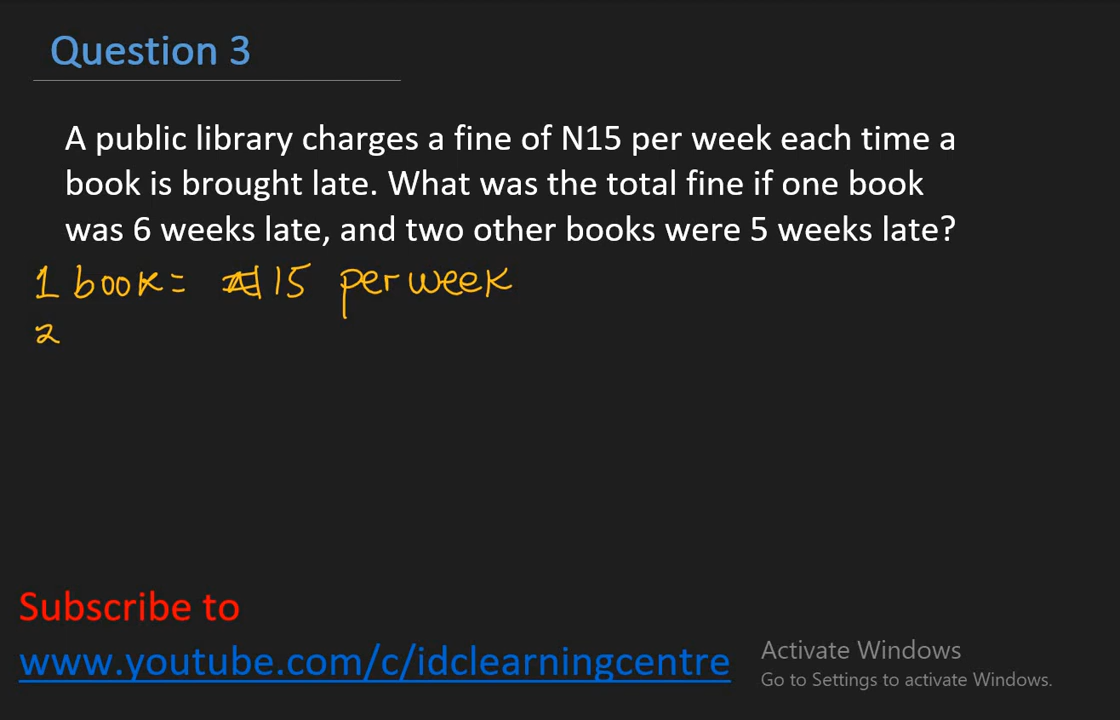 Question 3
A public library charges a fine of N15 per week each time a
book is brought late. What was the total fine if one book
was 6 weeks late, and two other books were 5 weeks late?
1 book = ₦15 per week
2
Subscribe to
www.youtube.com/c/idclearningcentre
Activate Windows
Go to Settings to activate Windows.